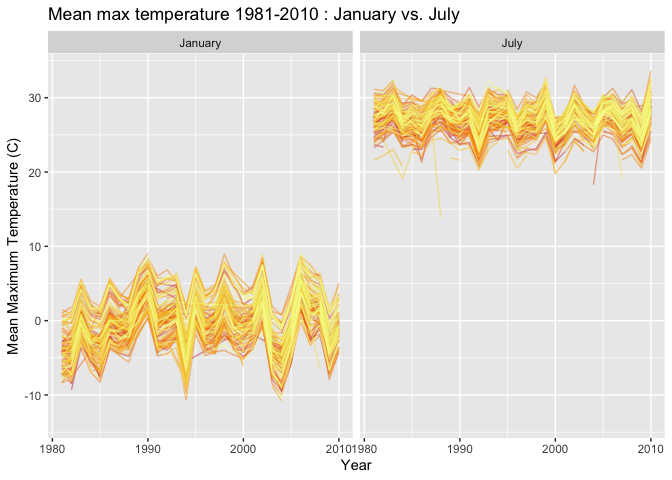 Mean max temperature 1981-2010 : January vs. July
January July
30
20
10
0
-10
Mean Maximum Temperature (C)
1980 1990 2000 2010 1980 1990 2000 2010
Year